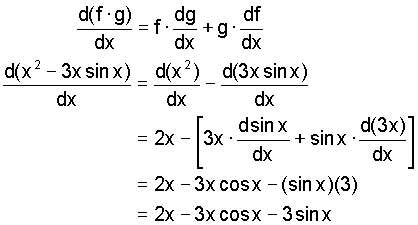 d(f · g)/dx = f · dg/dx + g · df/dx
d(x² − 3x sin x)/dx = d(x²)/dx − d(3x sin x)/dx
= 2x − [3x · dsin x/dx + sin x · d(3x)/dx]
= 2x − 3x cos x − (sin x)(3)
= 2x − 3x cos x − 3 sin x